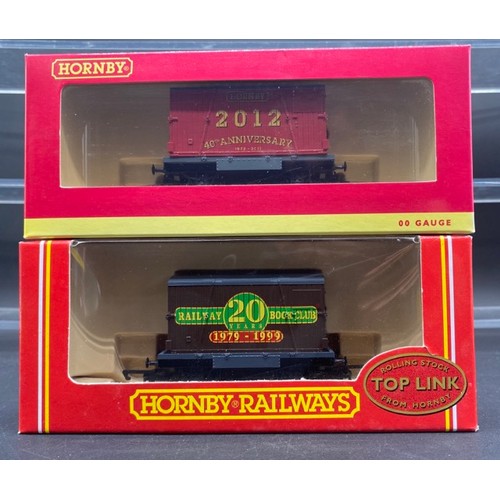 HORNBY®
2012
40TH ANNIVERSARY
00 GAUGE
RAILWAY 20 BOOK CLUB
YEARS
1979 - 1999
ROLLING STOCK
TOP LINK
FROM HORNBY
HORNBY®RAILWAYS